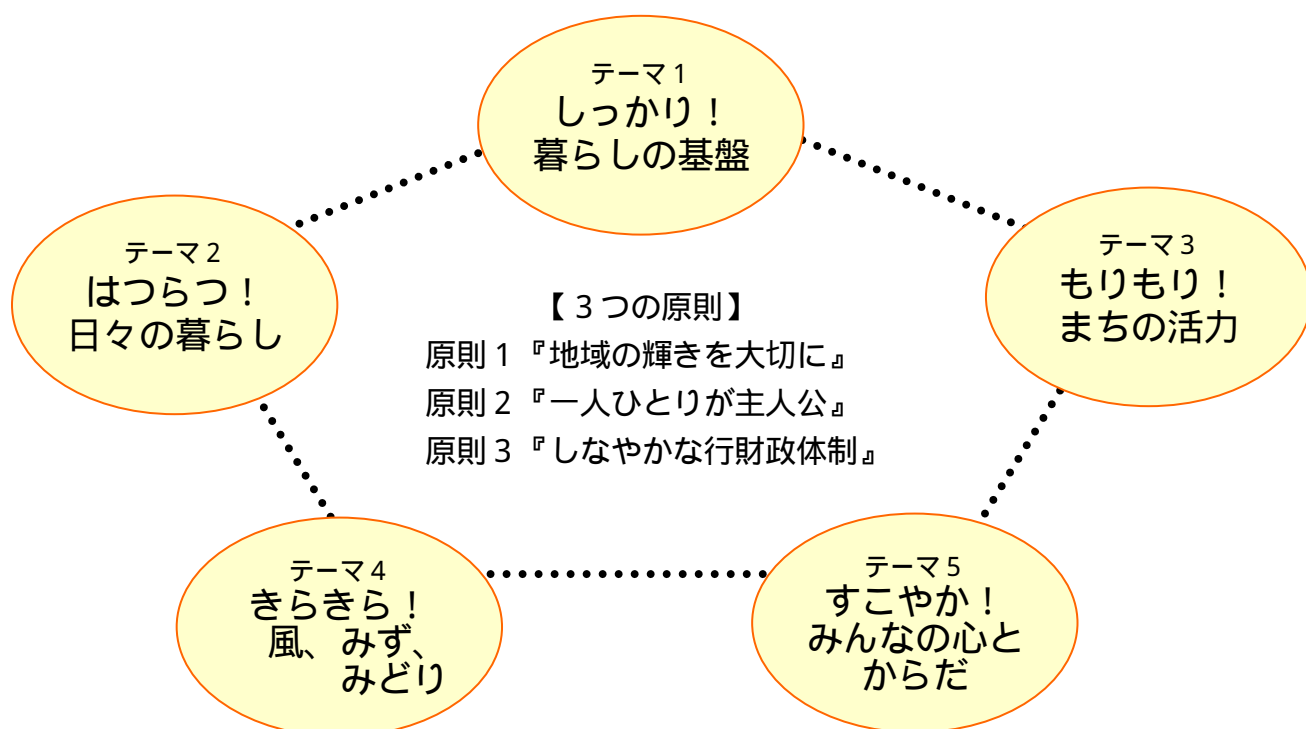 テーマ1
しっかり！
暮らしの基盤
テーマ2
はつらつ！
日々の暮らし
テーマ3
もりもり！
まちの活力
【3つの原則】
原則1『地域の輝きを大切に』
原則2『一人ひとりが主人公』
原則3『しなやかな行財政体制』
テーマ4
きらきら！
風、みず、
みどり
テーマ5
すこやか！
みんなの心と
からだ